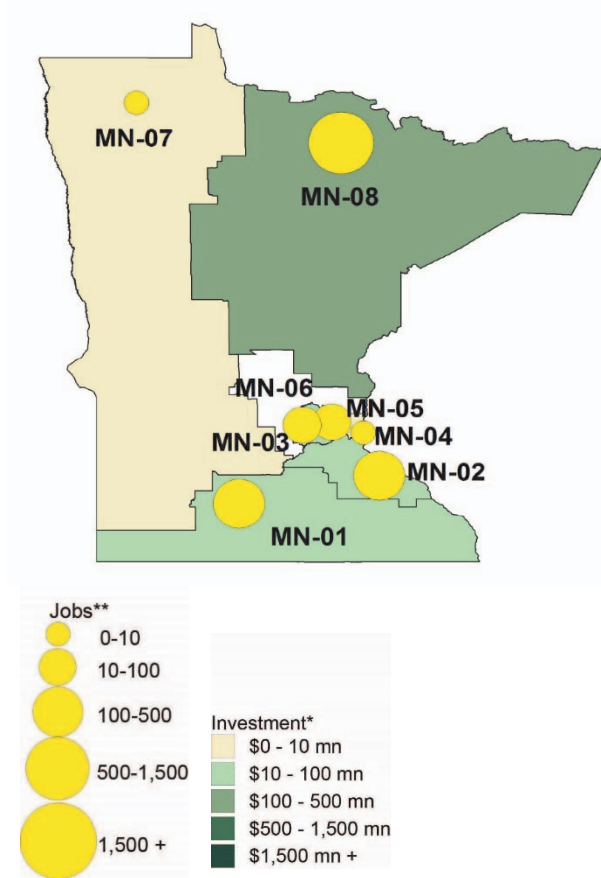 MN-07
MN-08
MN-06
MN-05
MN-03
MN-04
MN-02
MN-01
Jobs**
0-10
10-100
100-500
500-1,500
1,500 +
Investment*
$0 - 10 mn
$10 - 100 mn
$100 - 500 mn
$500 - 1,500 mn
$1,500 mn +